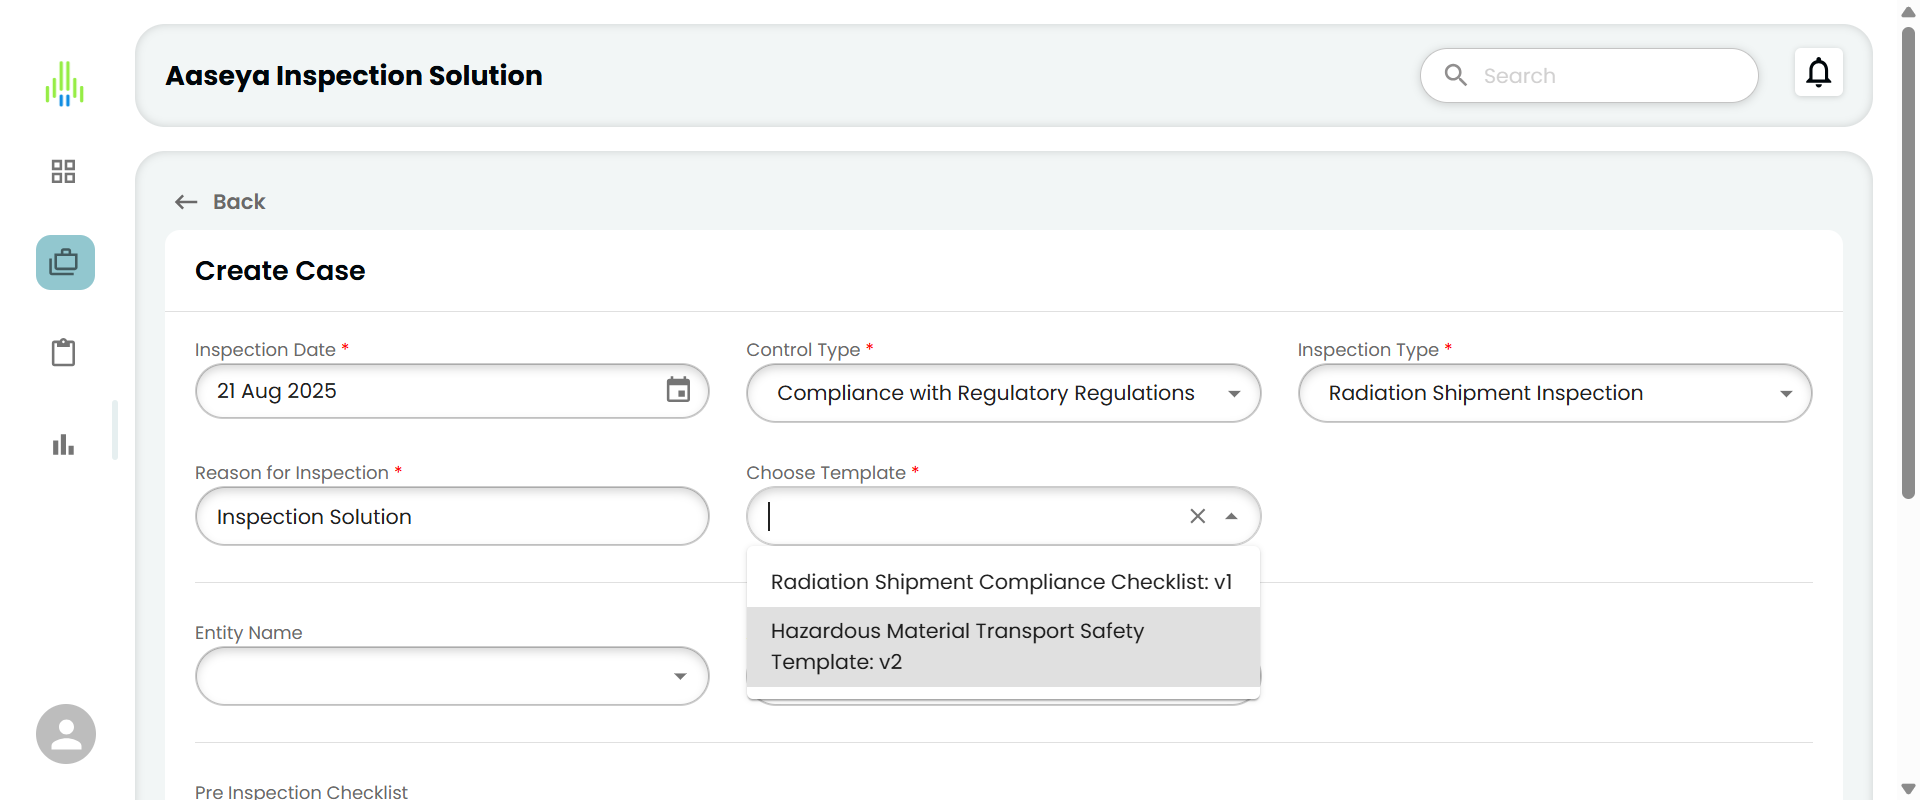 Aaseya Inspection Solution
Search
Back
Create Case
Inspection Date *
Control Type *
Inspection Type *
21 Aug 2025
Compliance with Regulatory Regulations
Radiation Shipment Inspection
Reason for Inspection *
Choose Template *
Inspection Solution
Radiation Shipment Compliance Checklist: v1
Hazardous Material Transport Safety
Template: v2
Entity Name
Pre Inspection Checklist